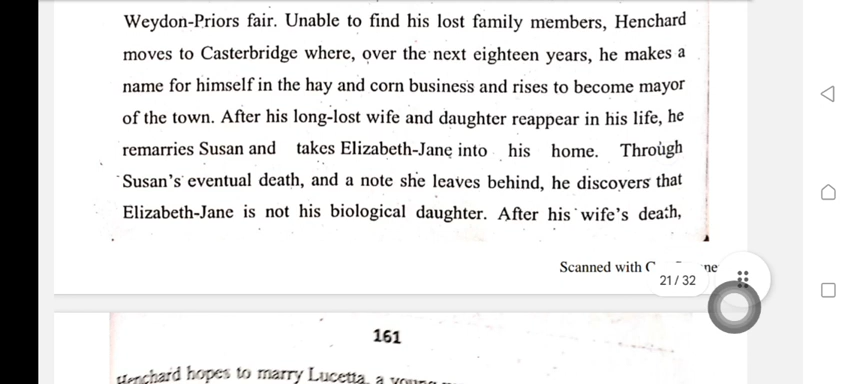 Weydon-Priors fair. Unable to find his lost family members, Henchard
moves to Casterbridge where, over the next eighteen years, he makes a
name for himself in the hay and corn business and rises to become mayor
of the town. After his long-lost wife and daughter reappear in his life, he
remarries Susan and takes Elizabeth-Jane into his home. Through
Susan's eventual death, and a note she leaves behind, he discovers that
Elizabeth-Jane is not his biological daughter. After his wife's death,
Scanned with
21 / 32
161
Henchard hopes to marry Lucetta, a